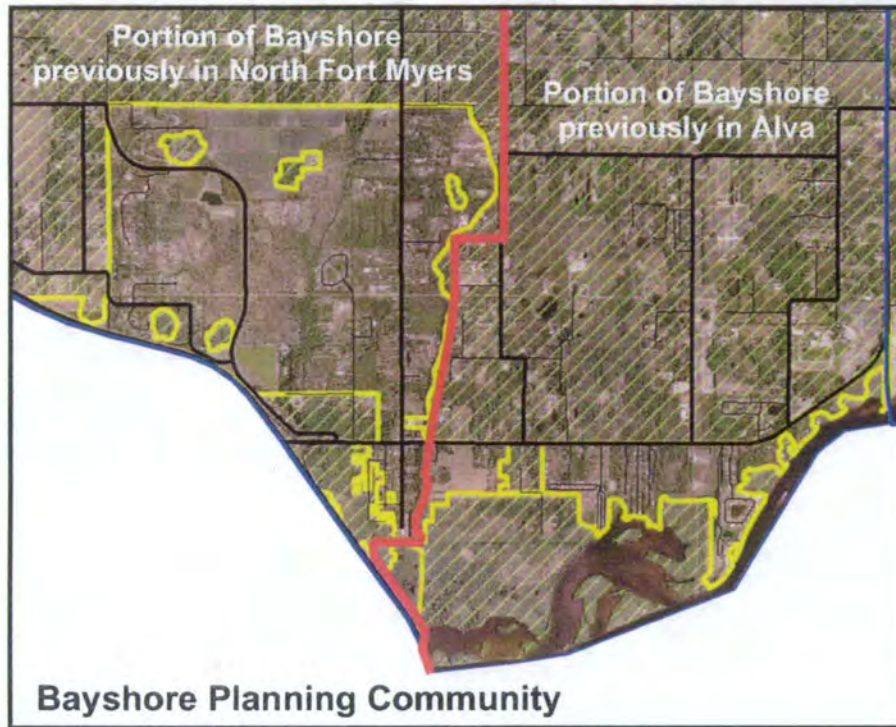 Portion of Bayshore
previously in North Fort Myers
Portion of Bayshore
previously in Alva
Bayshore Planning Community